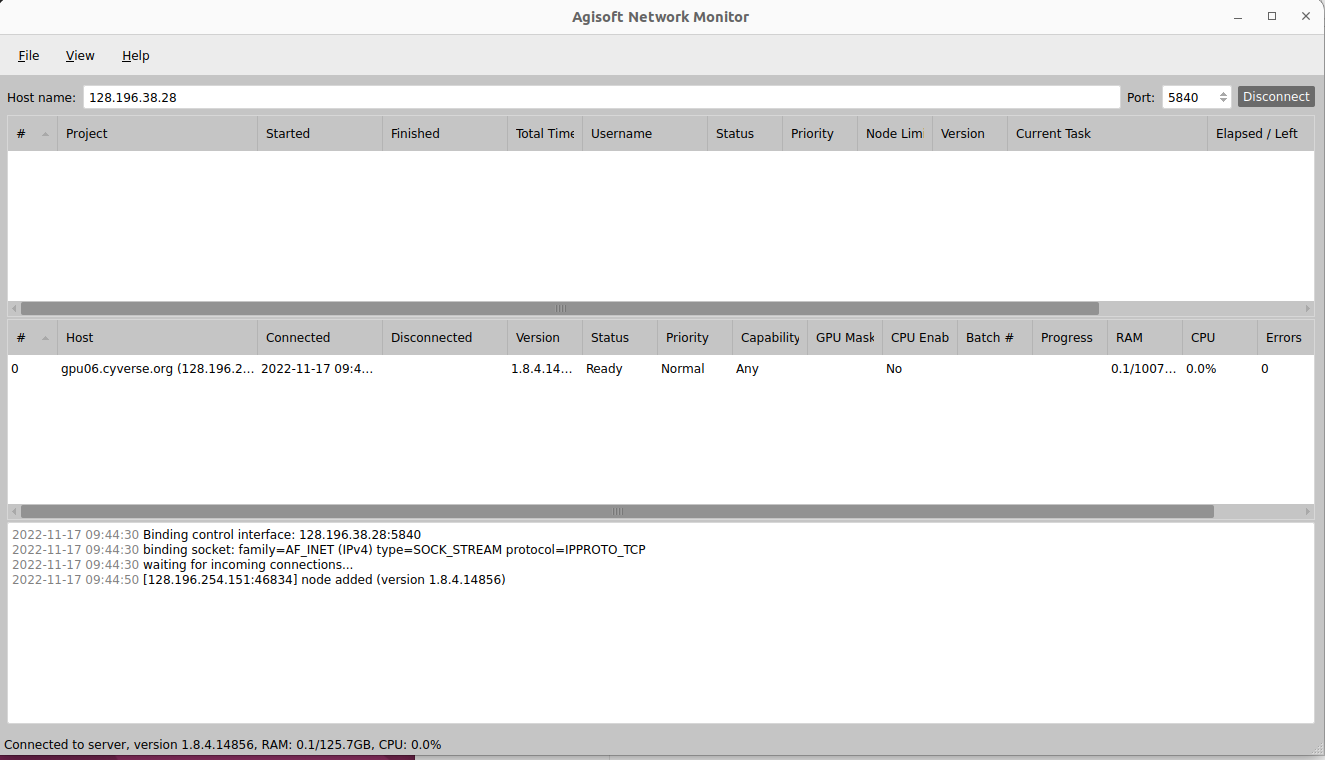 Agisoft Network Monitor
File View Help
Host name: 128.196.38.28 Port: 5840 Disconnect
# Project Started Finished Total Time Username Status Priority Node Lim Version Current Task Elapsed / Left
# Host Connected Disconnected Version Status Priority Capability GPU Mask CPU Enab Batch # Progress RAM CPU Errors
0 gpu06.cyverse.org (128.196.2... 2022-11-17 09:4... 1.8.4.14... Ready Normal Any No 0.1/1007... 0.0% 0
2022-11-17 09:44:30 Binding control interface: 128.196.38.28:5840
2022-11-17 09:44:30 binding socket: family=AF_INET (IPv4) type=SOCK_STREAM protocol=IPPROTO_TCP
2022-11-17 09:44:30 waiting for incoming connections...
2022-11-17 09:44:50 [128.196.254.151:46834] node added (version 1.8.4.14856)
Connected to server, version 1.8.4.14856, RAM: 0.1/125.7GB, CPU: 0.0%